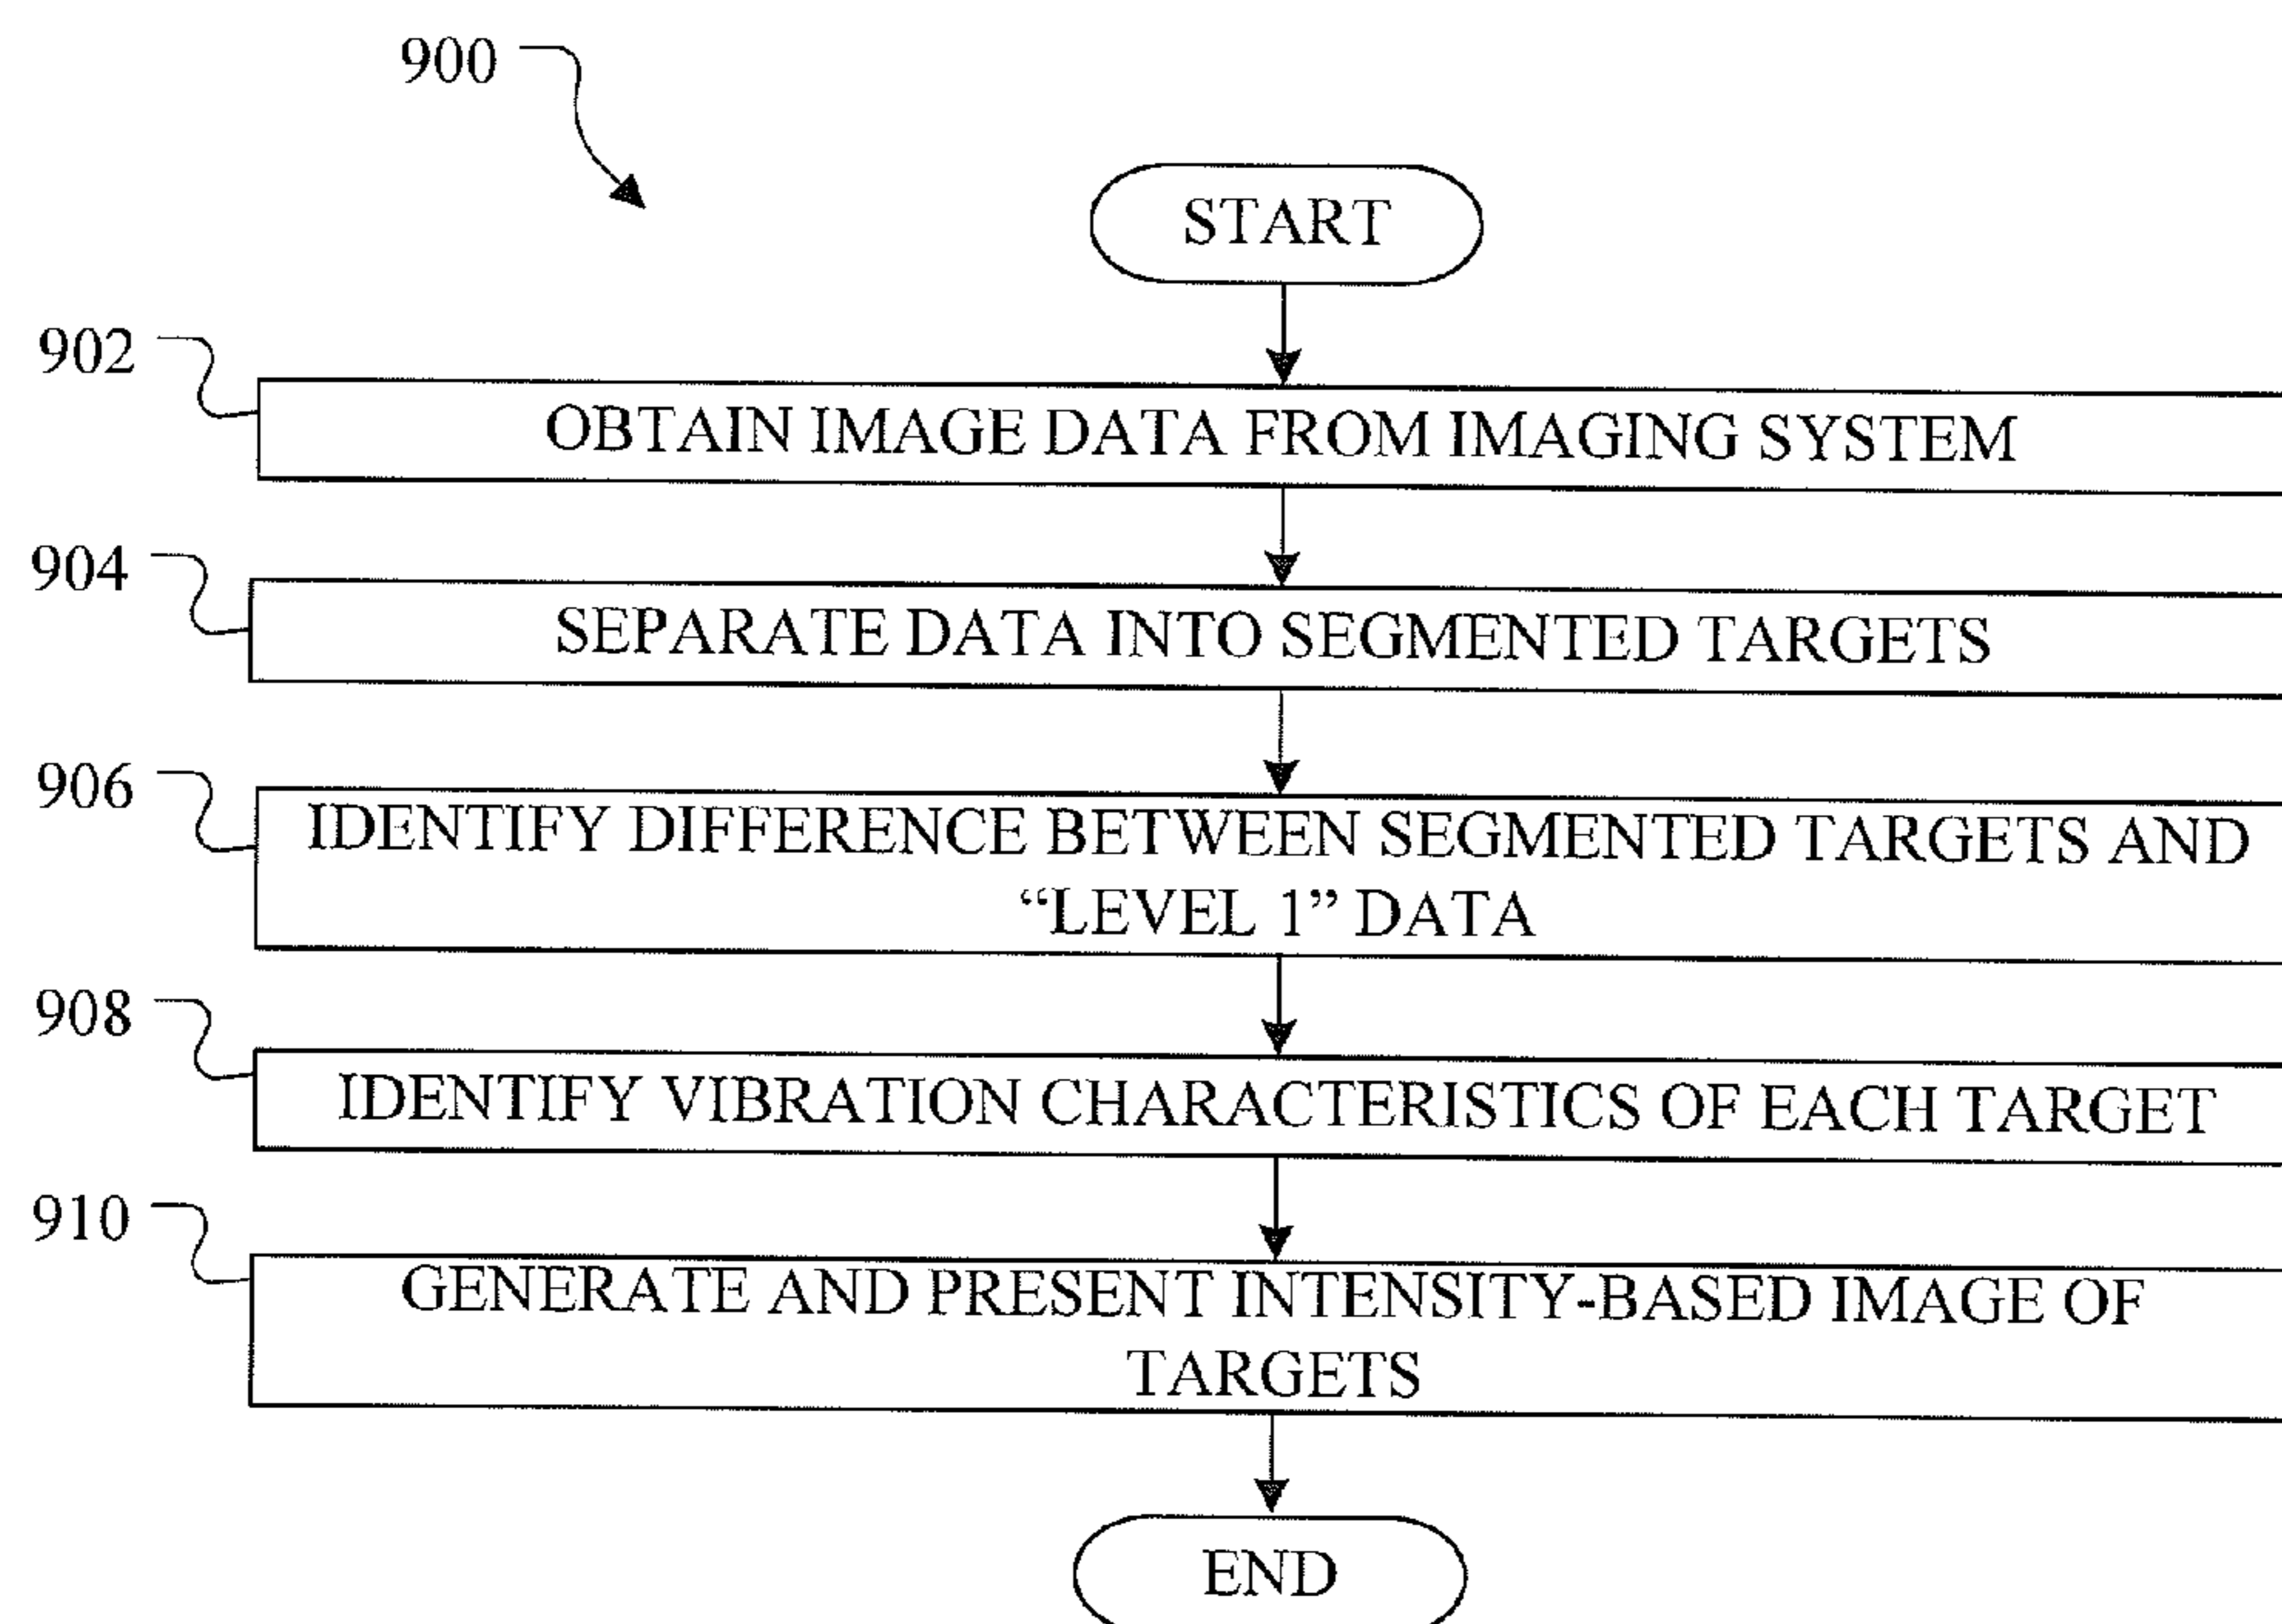 900
START
902
OBTAIN IMAGE DATA FROM IMAGING SYSTEM
904
SEPARATE DATA INTO SEGMENTED TARGETS
906
IDENTIFY DIFFERENCE BETWEEN SEGMENTED TARGETS AND
“LEVEL 1” DATA
908
IDENTIFY VIBRATION CHARACTERISTICS OF EACH TARGET
910
GENERATE AND PRESENT INTENSITY-BASED IMAGE OF
TARGETS
END